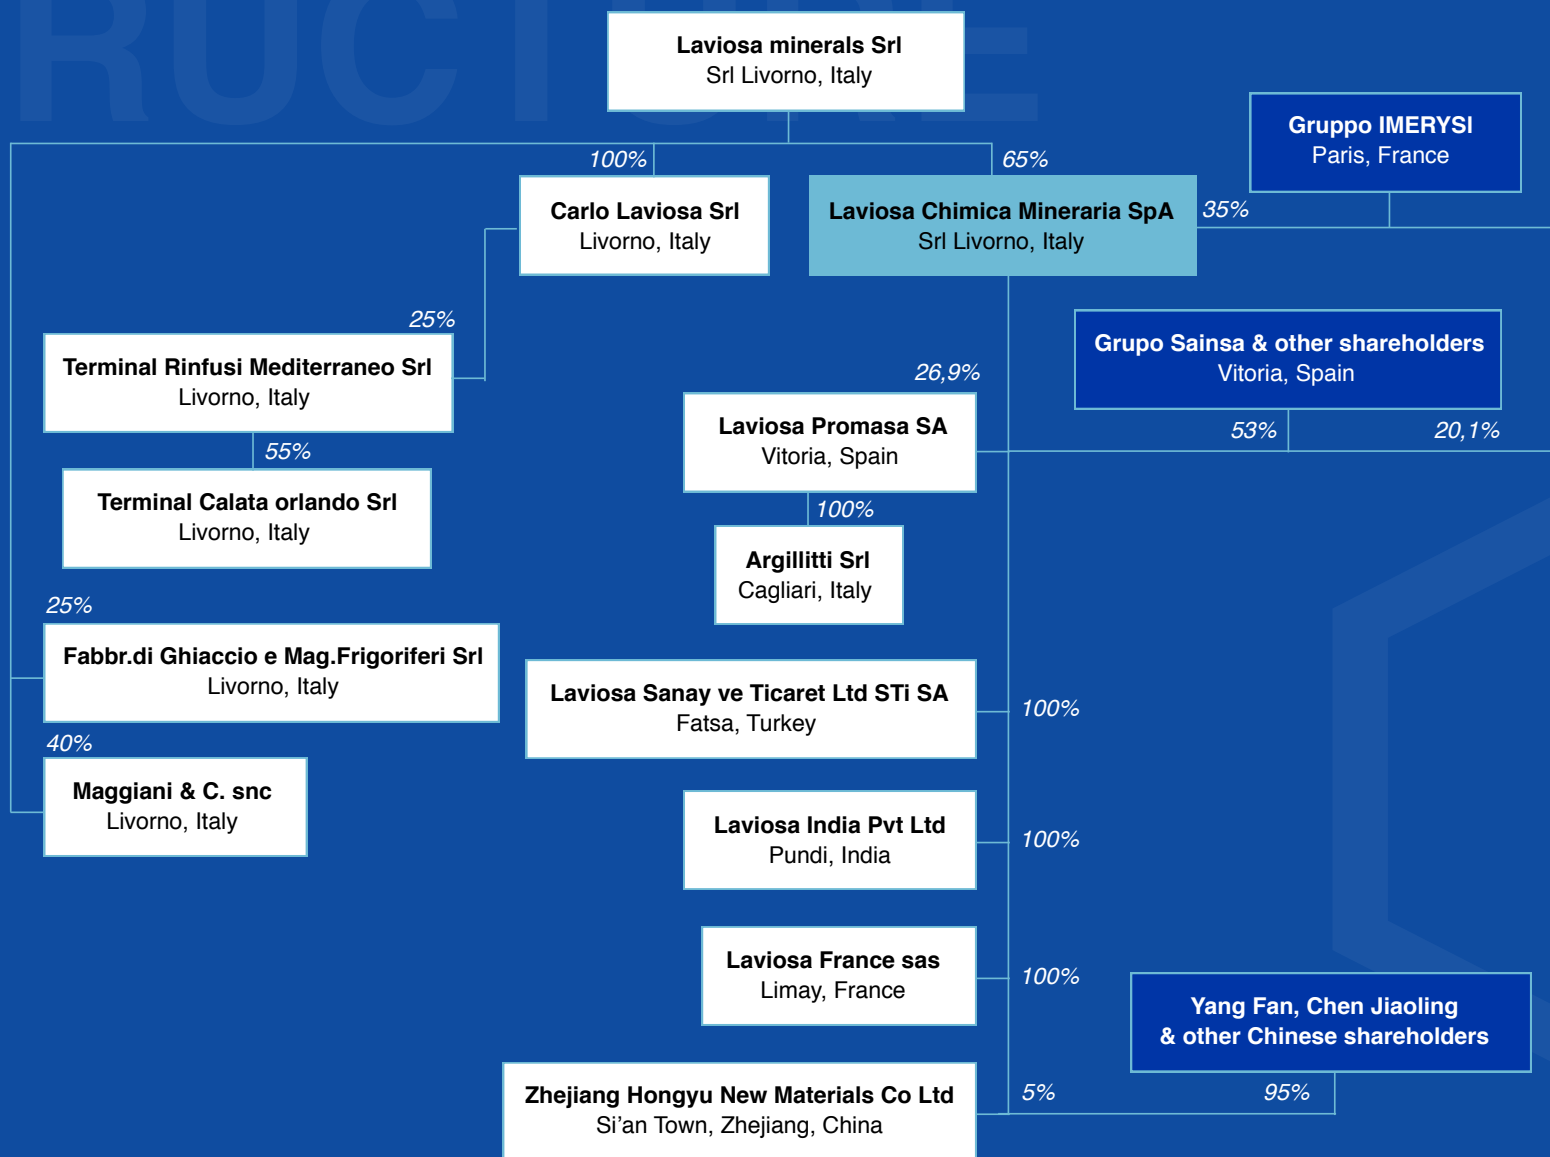 RUCTURE
Laviosa minerals Srl
Srl Livorno, Italy
Gruppo IMERYSI
Paris, France
100%
65%
Carlo Laviosa Srl
Livorno, Italy
Laviosa Chimica Mineraria SpA
Srl Livorno, Italy
35%
25%
Terminal Rinfusi Mediterraneo Srl
Livorno, Italy
Grupo Sainsa & other shareholders
Vitoria, Spain
26,9%
53%
20,1%
Laviosa Promasa SA
Vitoria, Spain
55%
Terminal Calata orlando Srl
Livorno, Italy
100%
Argillitti Srl
Cagliari, Italy
25%
Fabbr.di Ghiaccio e Mag.Frigoriferi Srl
Livorno, Italy
Laviosa Sanay ve Ticaret Ltd STi SA
Fatsa, Turkey
100%
40%
Maggiani & C. snc
Livorno, Italy
Laviosa India Pvt Ltd
Pundi, India
100%
Laviosa France sas
Limay, France
100%
Yang Fan, Chen Jiaoling
& other Chinese shareholders
Zhejiang Hongyu New Materials Co Ltd
Si’an Town, Zhejiang, China
5%
95%